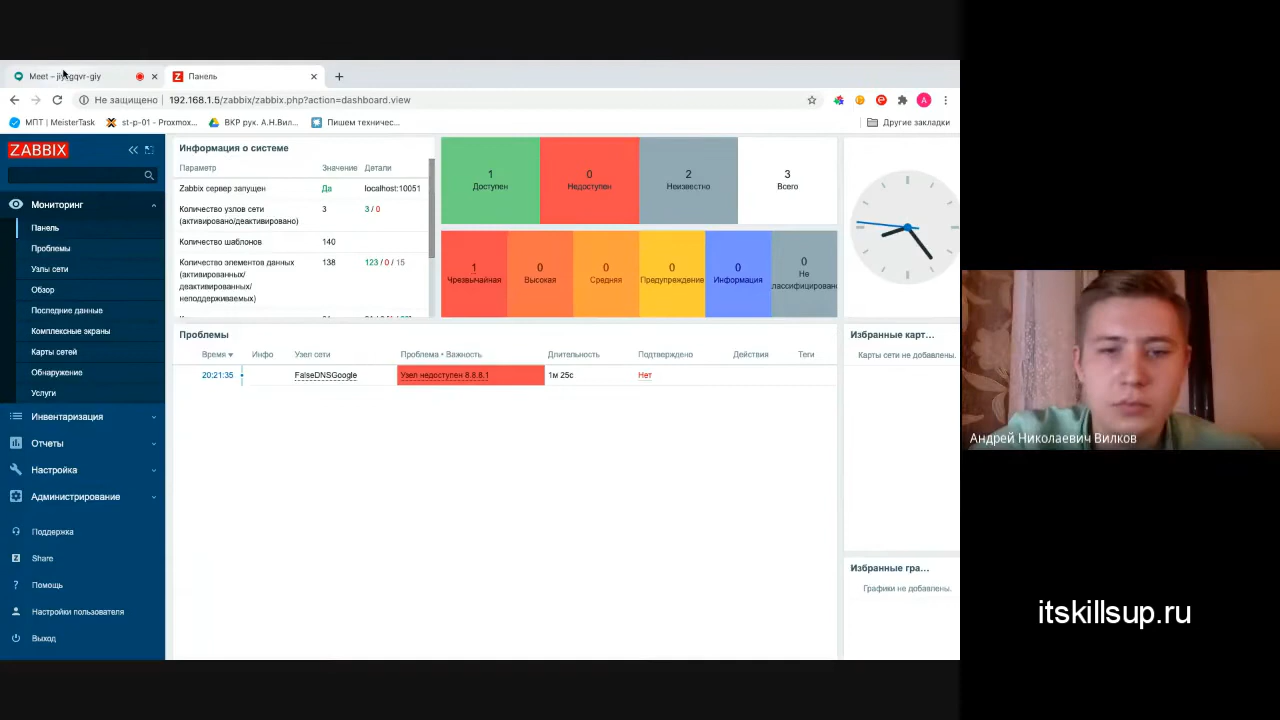 Meet – jiy-gqvr-giy
Панель
Не защищено
192.168.1.5/zabbix/zabbix.php?action=dashboard.view
МПТ | MeisterTask
st-p-01 - Proxmox...
ВКР рук. А.Н.Вил...
Пишем техничес...
Другие закладки
ZABBIX
Мониторинг
Панель
Проблемы
Узлы сети
Обзор
Последние данные
Комплексные экраны
Карты сетей
Обнаружение
Услуги
Инвентаризация
Отчеты
Настройка
Администрирование
Поддержка
Share
Помощь
Настройки пользователя
Выход
Информация о системе
Параметр Значение Детали
Zabbix сервер запущен Да localhost:10051
Количество узлов сети 3 3 / 0
(активировано/деактивировано)
Количество шаблонов 140
Количество элементов данных 138 123 / 0 / 15
(активированных/
деактивированных/
неподдерживаемых)
1 0 2 3
Доступен Недоступен Неизвестно Всего
1 0 0 0 0 0
Чрезвычайная Высокая Средняя Предупреждение Информация Не
лассифицирован
Проблемы
Время Инфо Узел сети Проблема • Важность Длительность Подтверждено Действия Теги
20:21:35 FalseDNSGoogle Узел недоступен 8.8.8.1 1м 25с Нет
Избранные карт...
Карты сети не добавлены.
Избранные гра...
Графики не добавлены.
Андрей Николаевич Вилков
itskillsup.ru